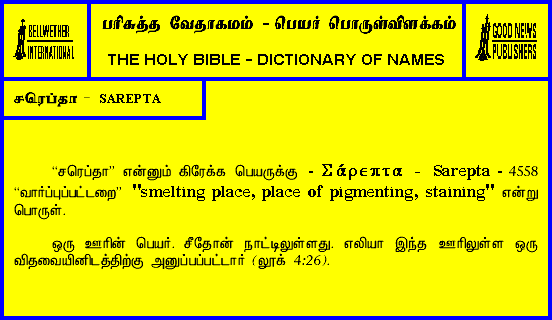 BELLWETHER
INTERNATIONAL
பரிசுத்த வேதாகமம் - பெயர் பொருள்விளக்கம்
THE HOLY BIBLE - DICTIONARY OF NAMES
GOOD NEWS
PUBLISHERS
சரெப்தா - SAREPTA
“சரெப்தா” என்னும் கிரேக்க பெயருக்கு - Σάρεπτα - Sarepta - 4558
“வார்ப்புப்பட்டறை” "smelting place, place of pigmenting, staining" என்று
பொருள்.
ஒரு ஊரின் பெயர். சீதோன் நாட்டிலுள்ளது. எலியா இந்த ஊரிலுள்ள ஒரு
விதவையினிடத்திற்கு அனுப்பப்பட்டார் (லூக் 4:26).